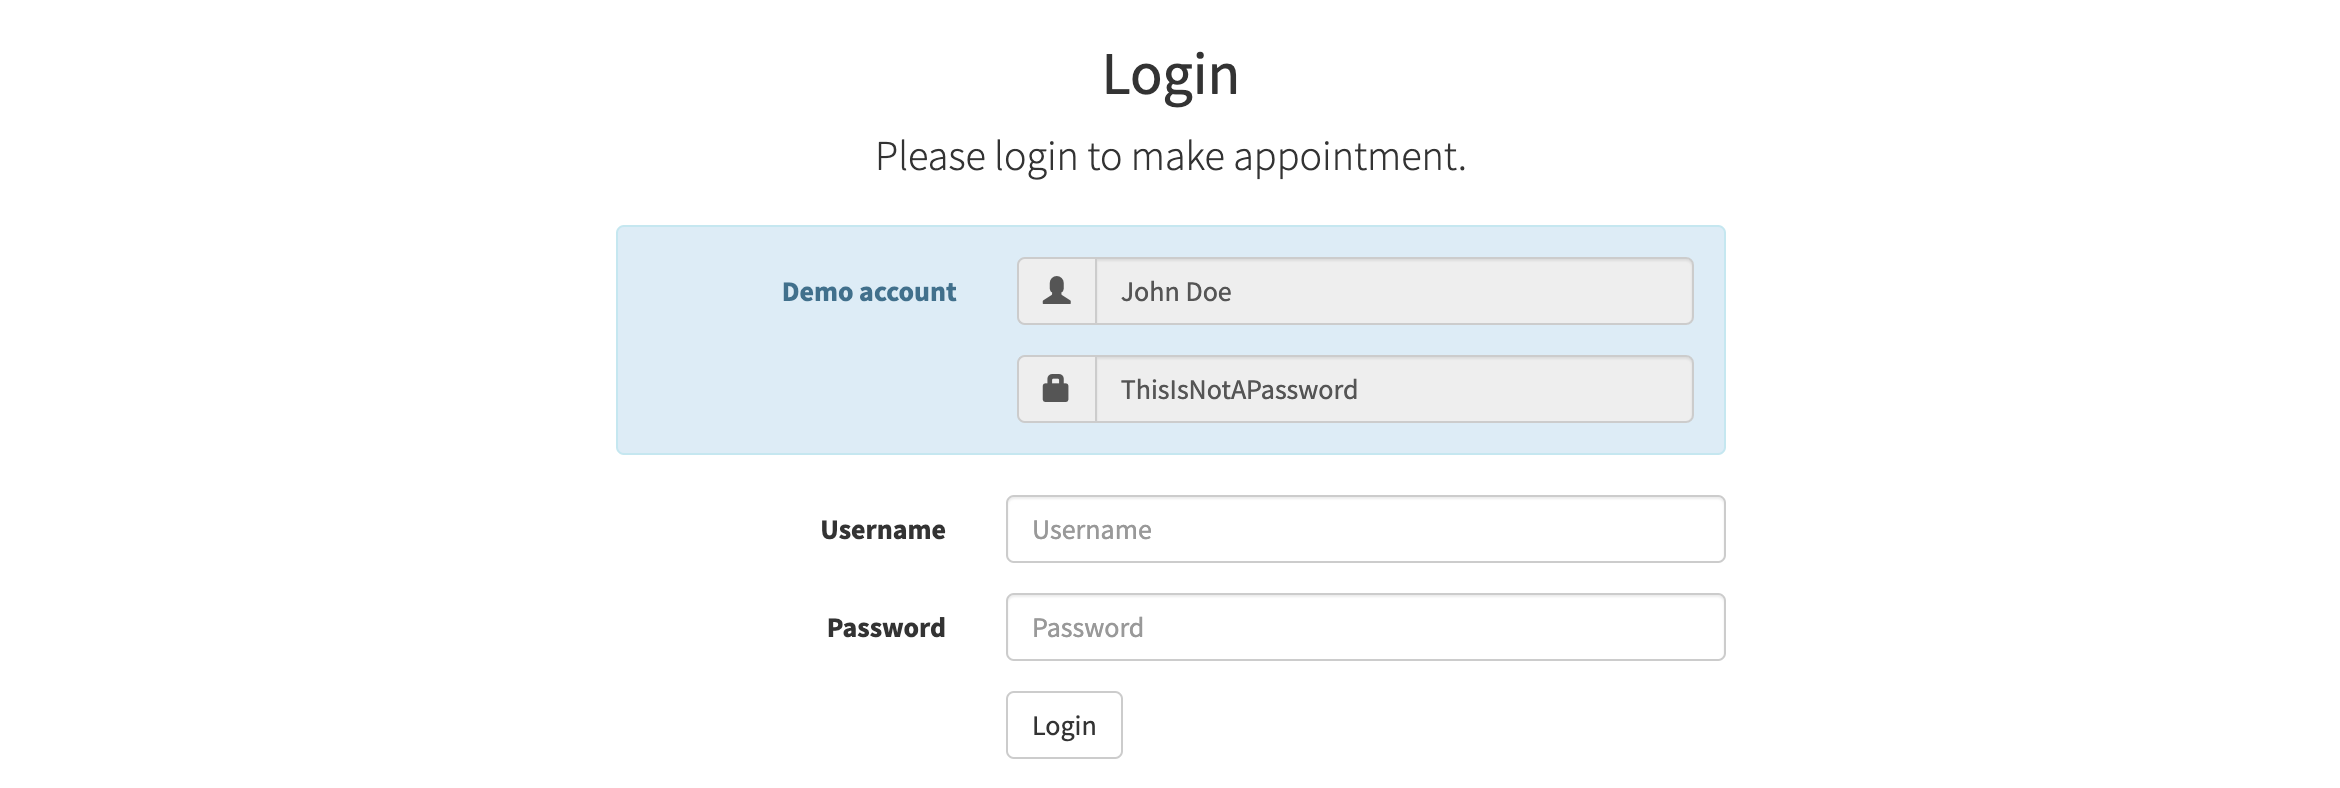 Login
Please login to make appointment.
Demo account
John Doe
ThisIsNotAPassword
Username
Username
Password
Password
Login